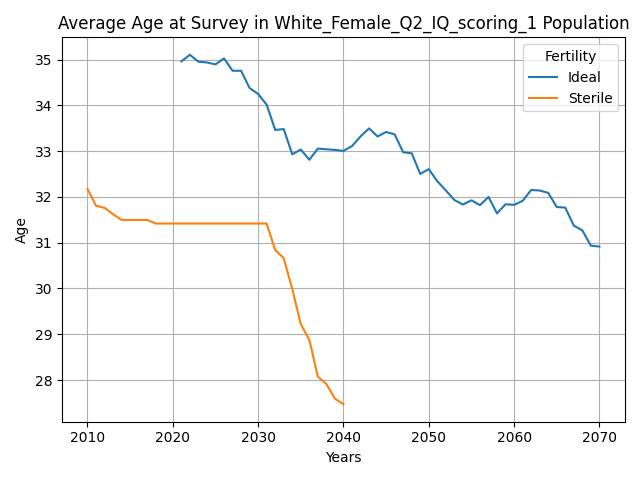 Average Age at Survey in White_Female_Q2_IQ_scoring_1 Population
Fertility
Ideal
Sterile
35
34
33
32
31
30
29
28
Age
2010 2020 2030 2040 2050 2060 2070
Years